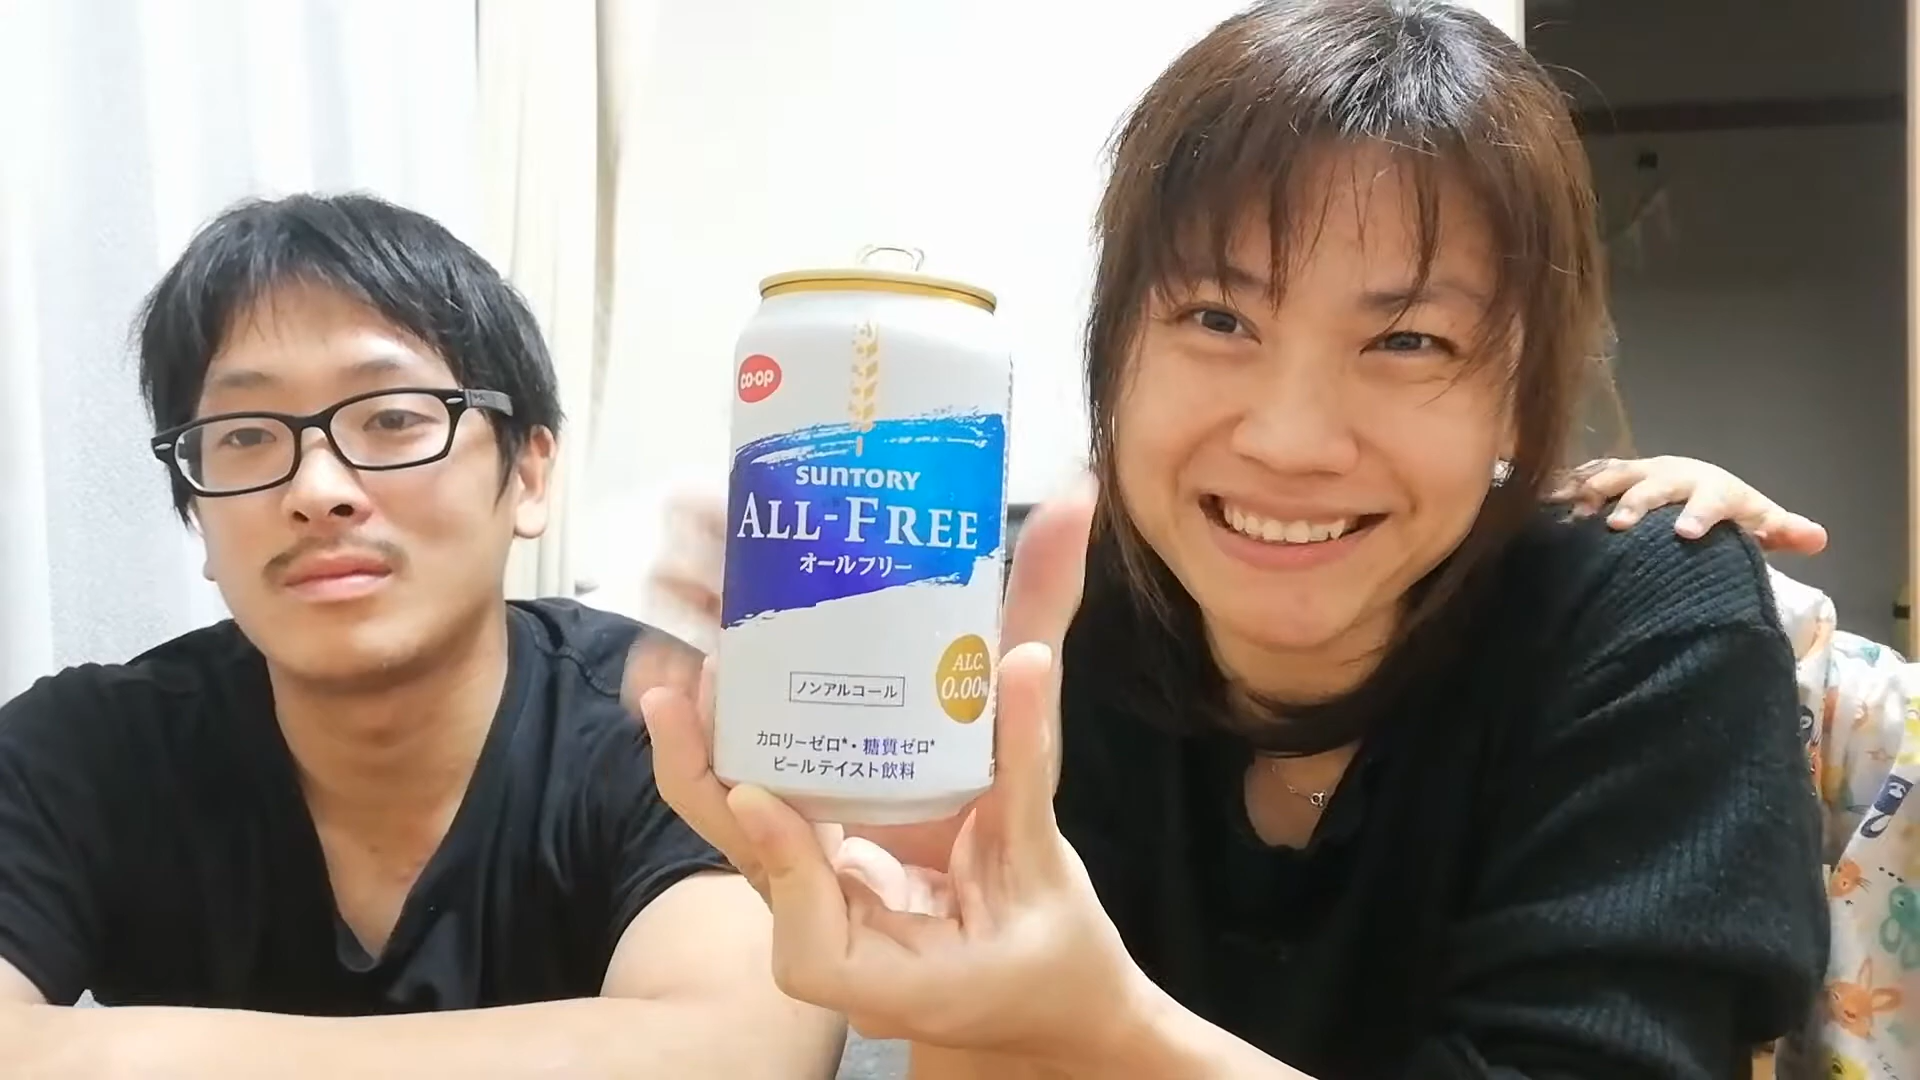 co·op
SUNTORY
ALL-FREE
オールフリー
ALC.
0.00%
ノンアルコール
カロリーゼロ*・糖質ゼロ*
ビールテイスト飲料